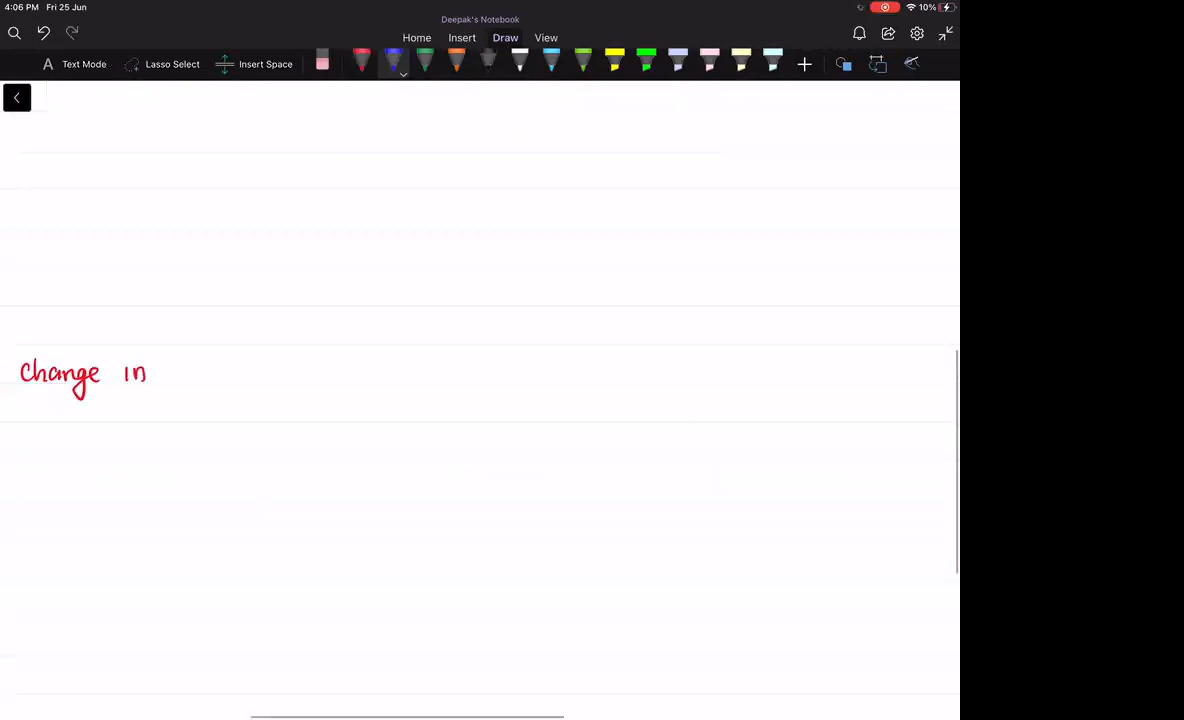 4:06 PM Fri 25 Jun
10%
Deepak's Notebook
Home Insert Draw View
A Text Mode Lasso Select Insert Space
Change in